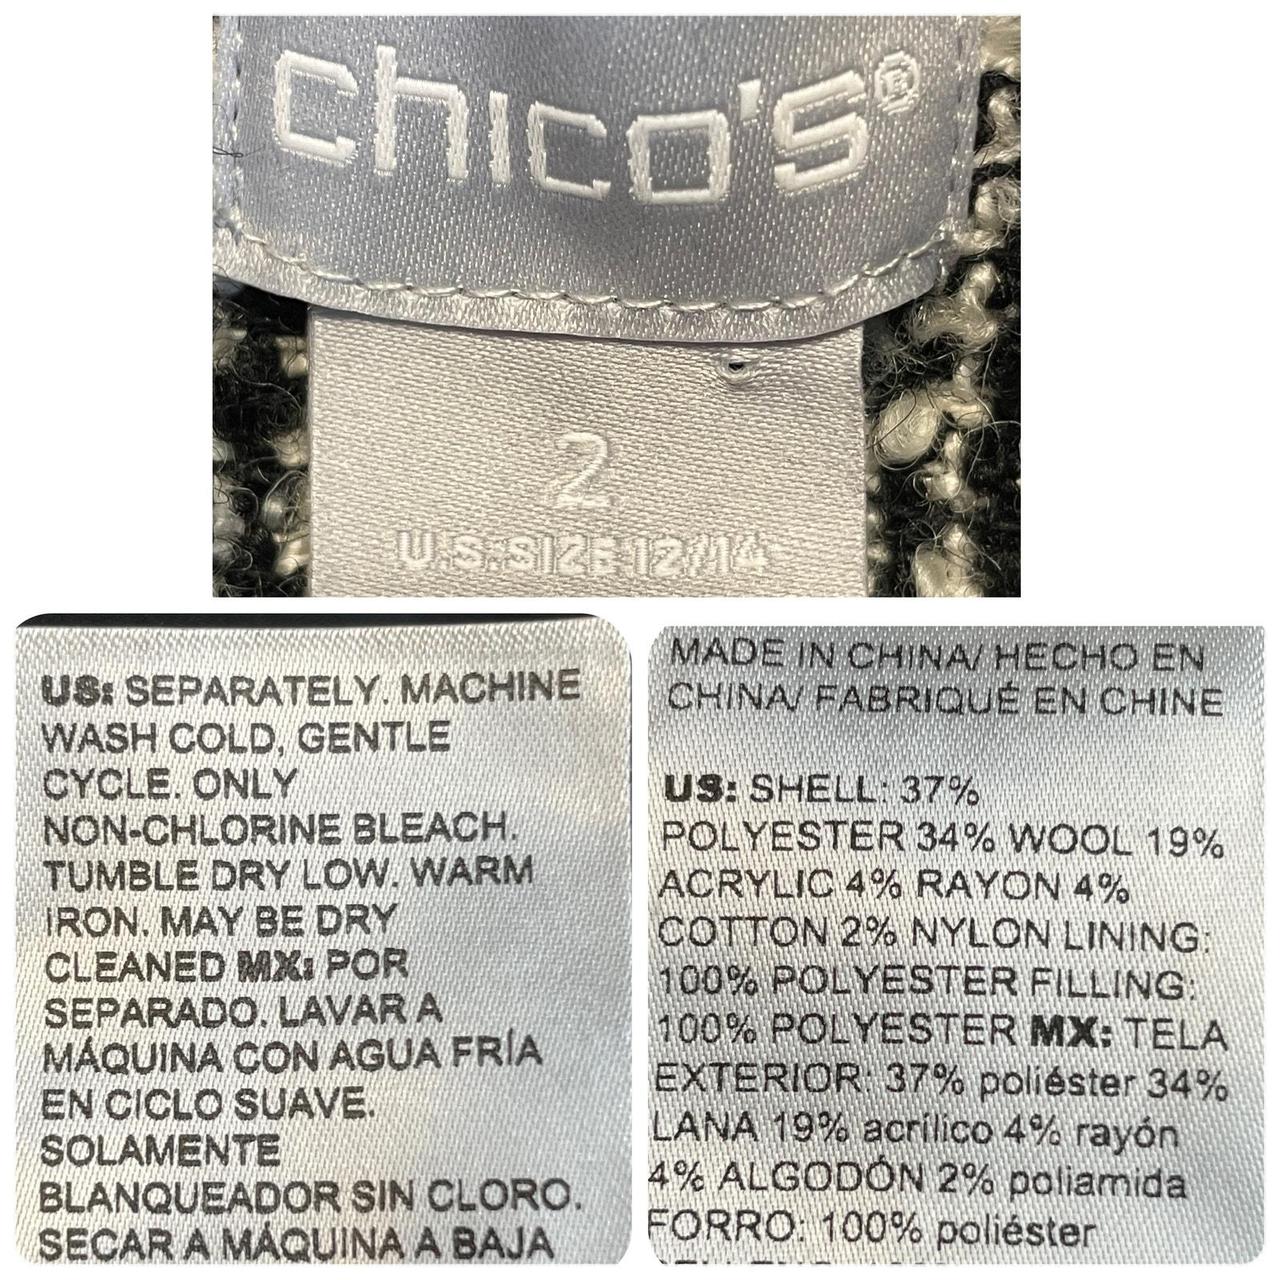 chico's®
2
U.S. SIZE 12/14
US: SEPARATELY. MACHINE
WASH COLD, GENTLE
CYCLE. ONLY
NON-CHLORINE BLEACH.
TUMBLE DRY LOW. WARM
IRON. MAY BE DRY
CLEANED MX: POR
SEPARADO. LAVAR A
MÁQUINA CON AGUA FRÍA
EN CICLO SUAVE.
SOLAMENTE
BLANQUEADOR SIN CLORO.
SECAR A MÁQUINA A BAJA
MADE IN CHINA/ HECHO EN
CHINA/ FABRIQUÉ EN CHINE
US: SHELL: 37%
POLYESTER 34% WOOL 19%
ACRYLIC 4% RAYON 4%
COTTON 2% NYLON LINING:
100% POLYESTER FILLING:
100% POLYESTER MX: TELA
EXTERIOR: 37% poliéster 34%
LANA 19% acrílico 4% rayón
4% ALGODÓN 2% poliamida
FORRO: 100% poliéster